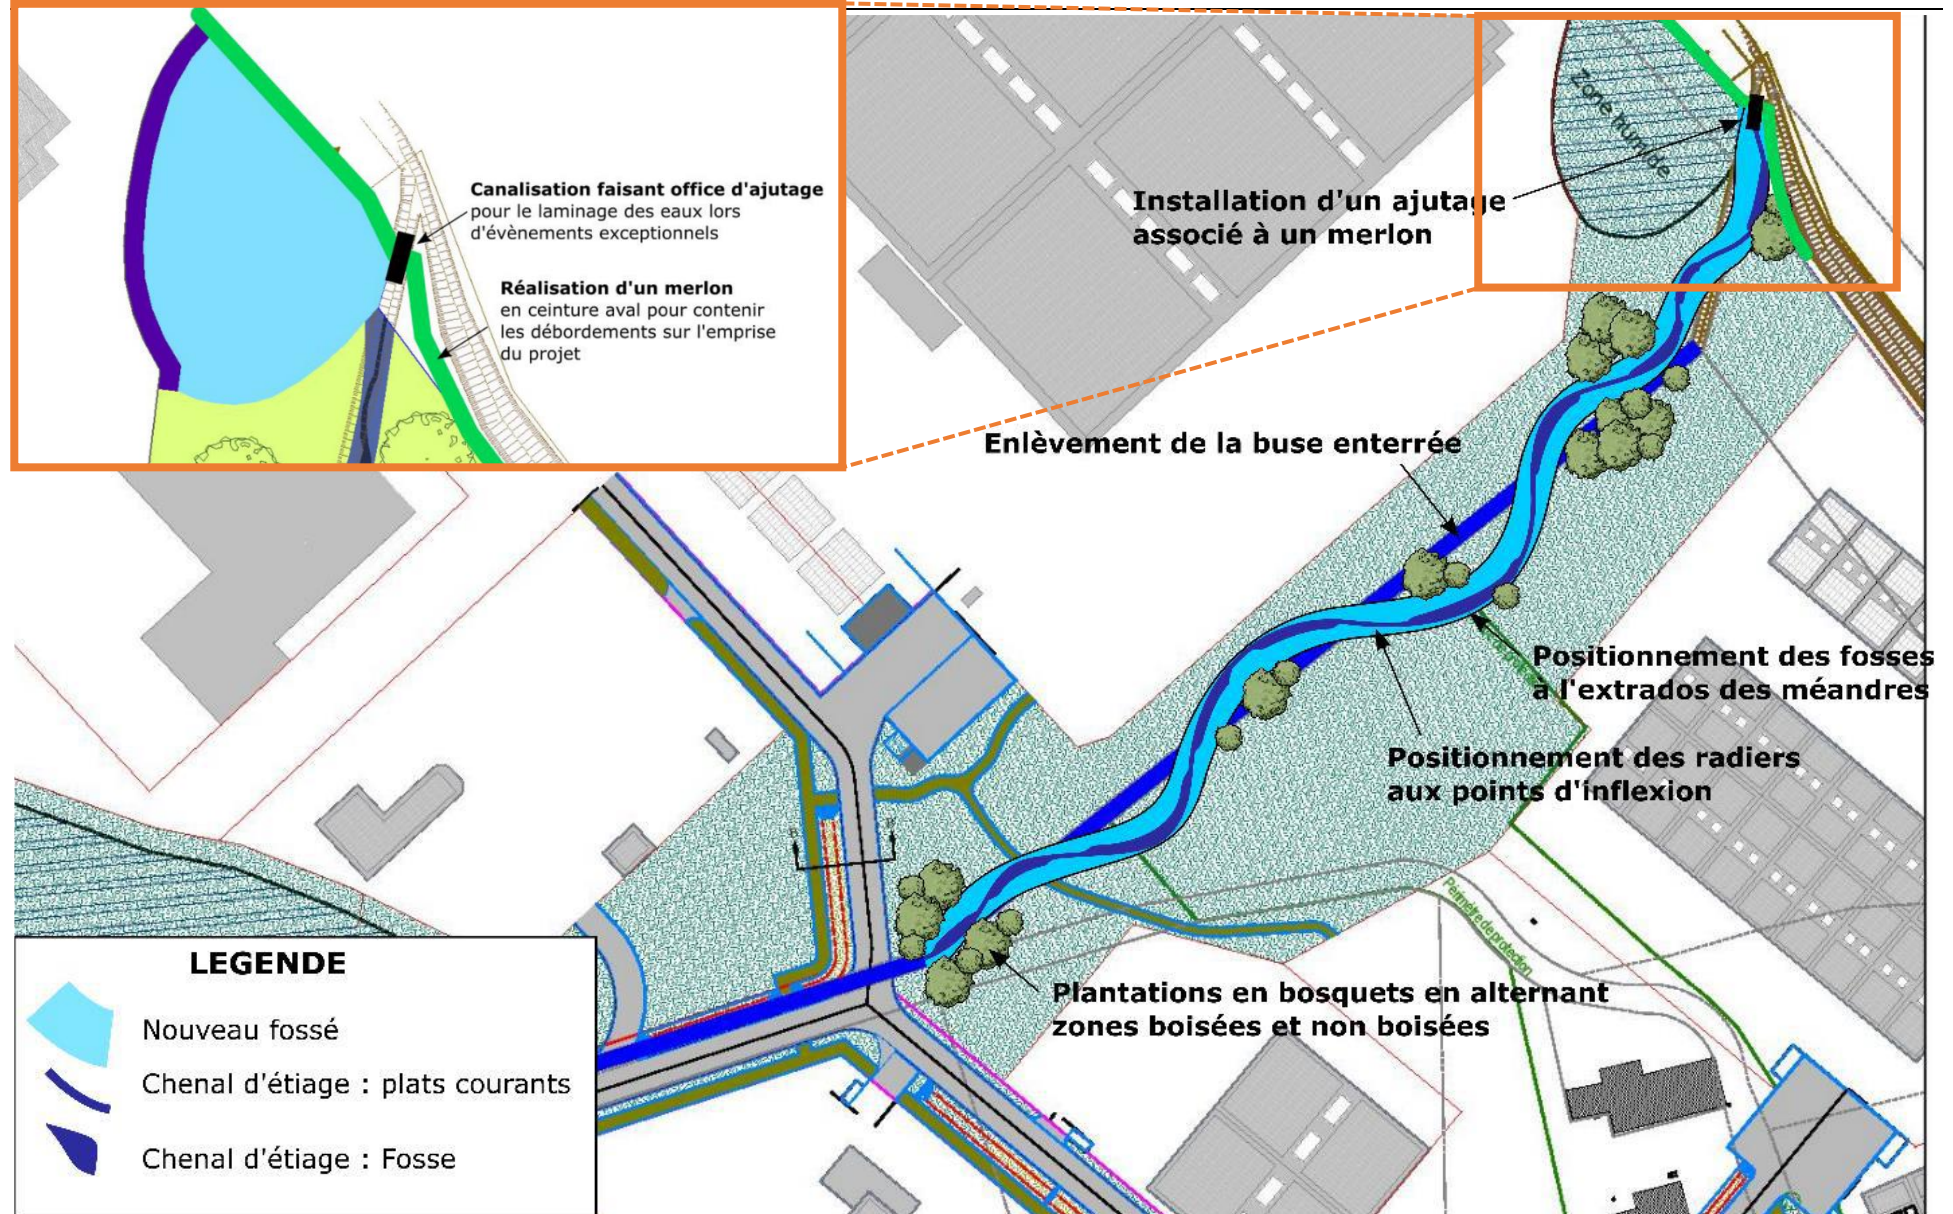 Canalisation faisant office d'ajutage
pour le laminage des eaux lors
d'évènements exceptionnels
Réalisation d'un merlon
en ceinture aval pour contenir
les débordements sur l'emprise
du projet
Zone humide
Installation d'un ajutage
associé à un merlon
Enlèvement de la buse enterrée
Positionnement des fosses
à l'extrados des méandres
Positionnement des radiers
aux points d'inflexion
Périmètre de protection
Plantations en bosquets en alternant
zones boisées et non boisées
LEGENDE
Nouveau fossé
Chenal d'étiage : plats courants
Chenal d'étiage : Fosse